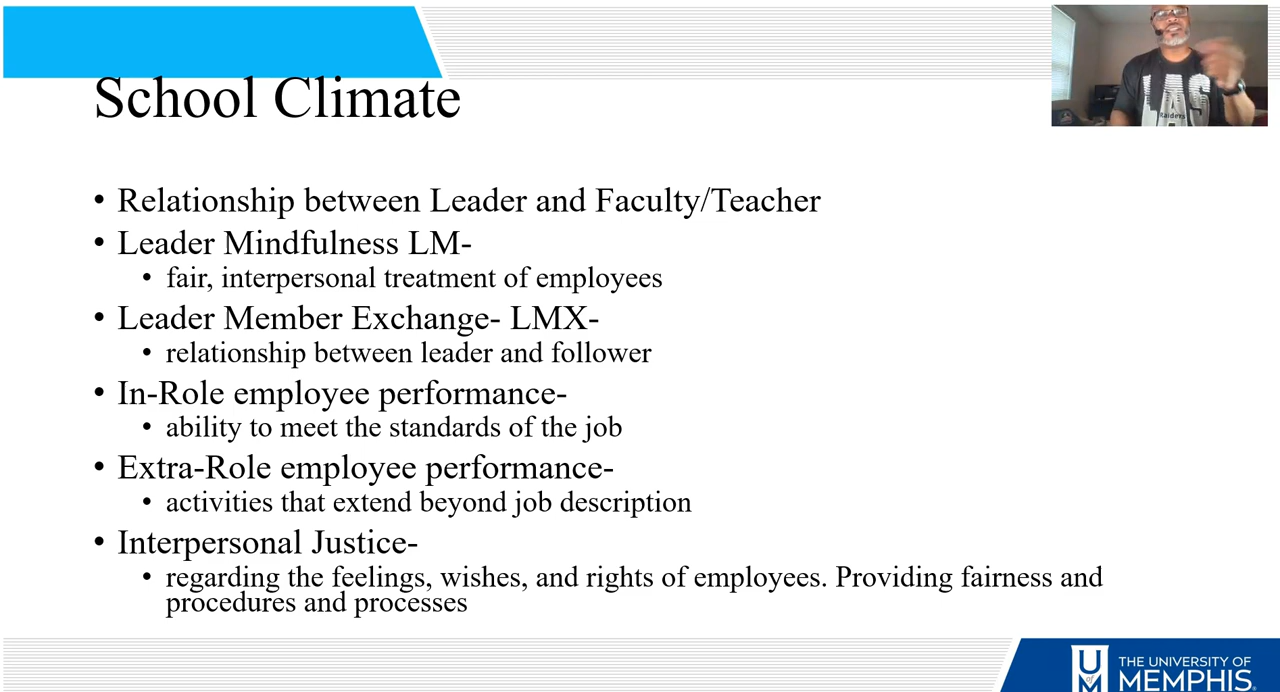 School Climate
• Relationship between Leader and Faculty/Teacher
• Leader Mindfulness LM-
• fair, interpersonal treatment of employees
• Leader Member Exchange- LMX-
• relationship between leader and follower
• In-Role employee performance-
• ability to meet the standards of the job
• Extra-Role employee performance-
• activities that extend beyond job description
• Interpersonal Justice-
• regarding the feelings, wishes, and rights of employees. Providing fairness and
procedures and processes
Raiders
U
of
M
THE UNIVERSITY OF
MEMPHIS®